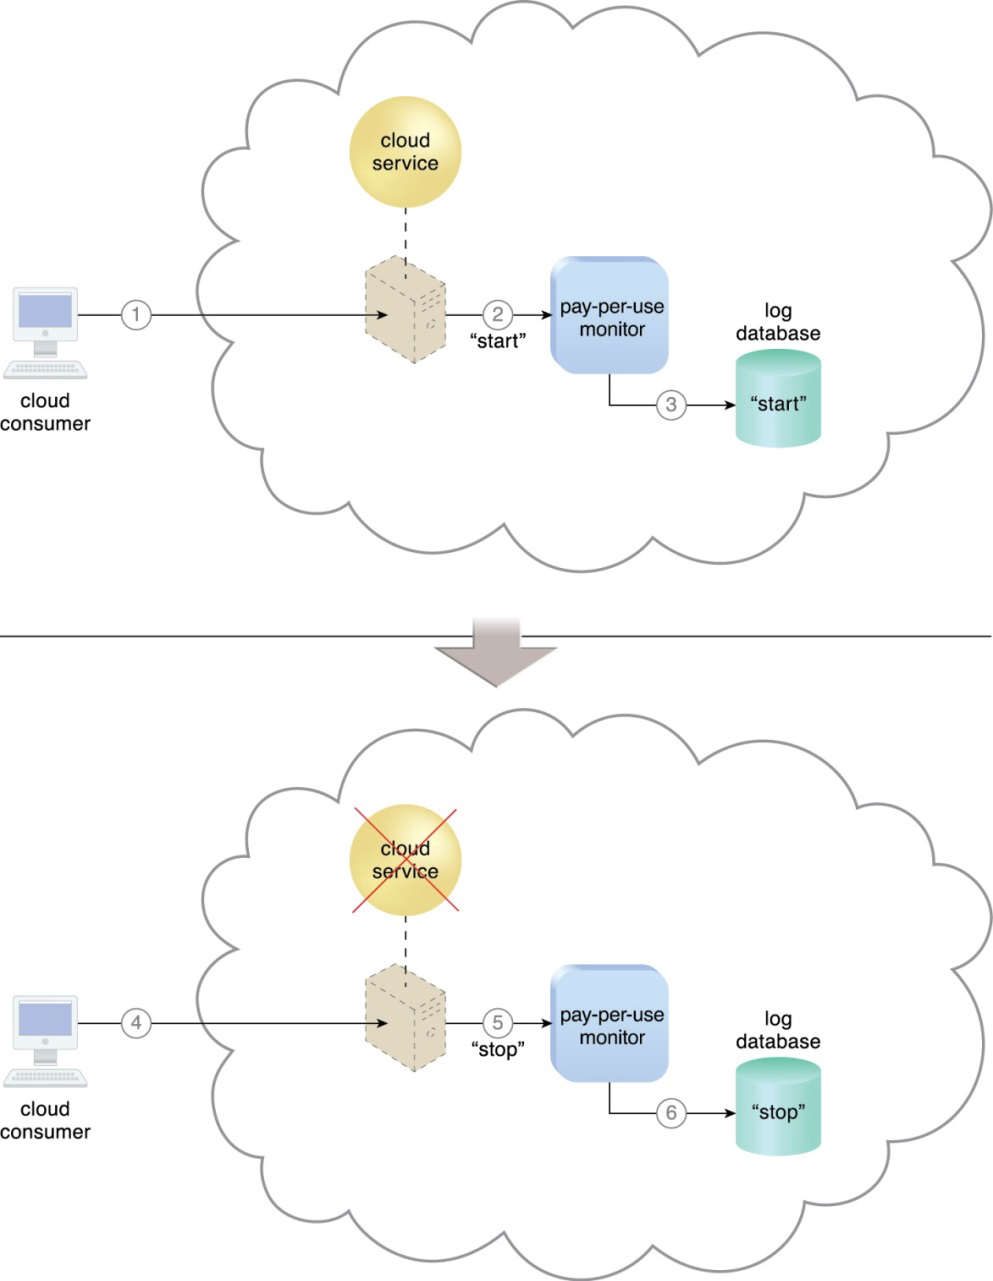 cloud
service
1
2
“start”
pay-per-use
monitor
log
database
3
“start”
cloud
consumer
cloud
service
4
5
“stop”
pay-per-use
monitor
log
database
6
“stop”
cloud
consumer